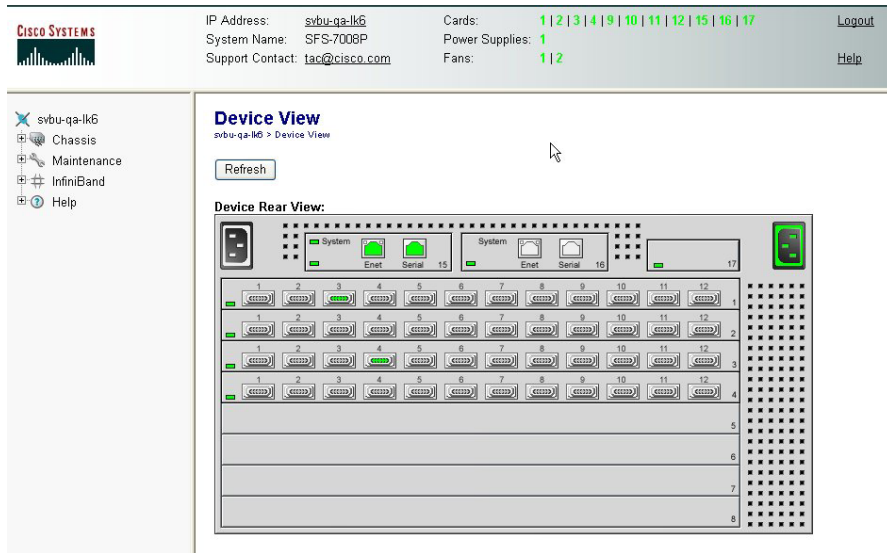 CISCO SYSTEMS
IP Address: svbu-qa-lk6 Cards: 1 | 2 | 3 | 4 | 9 | 10 | 11 | 12 | 15 | 16 | 17 Logout
System Name: SFS-7008P Power Supplies: 1
Support Contact: tac@cisco.com Fans: 1 | 2 Help
svbu-qa-lk6
Chassis
Maintenance
InfiniBand
Help
Device View
svbu-qa-lk6 > Device View
Refresh
Device Rear View:
System Enet Serial 15
System Enet Serial 16
17
1 2 3 4 5 6 7 8 9 10 11 12 1
1 2 3 4 5 6 7 8 9 10 11 12 2
1 2 3 4 5 6 7 8 9 10 11 12 3
1 2 3 4 5 6 7 8 9 10 11 12 4
5
6
7
8